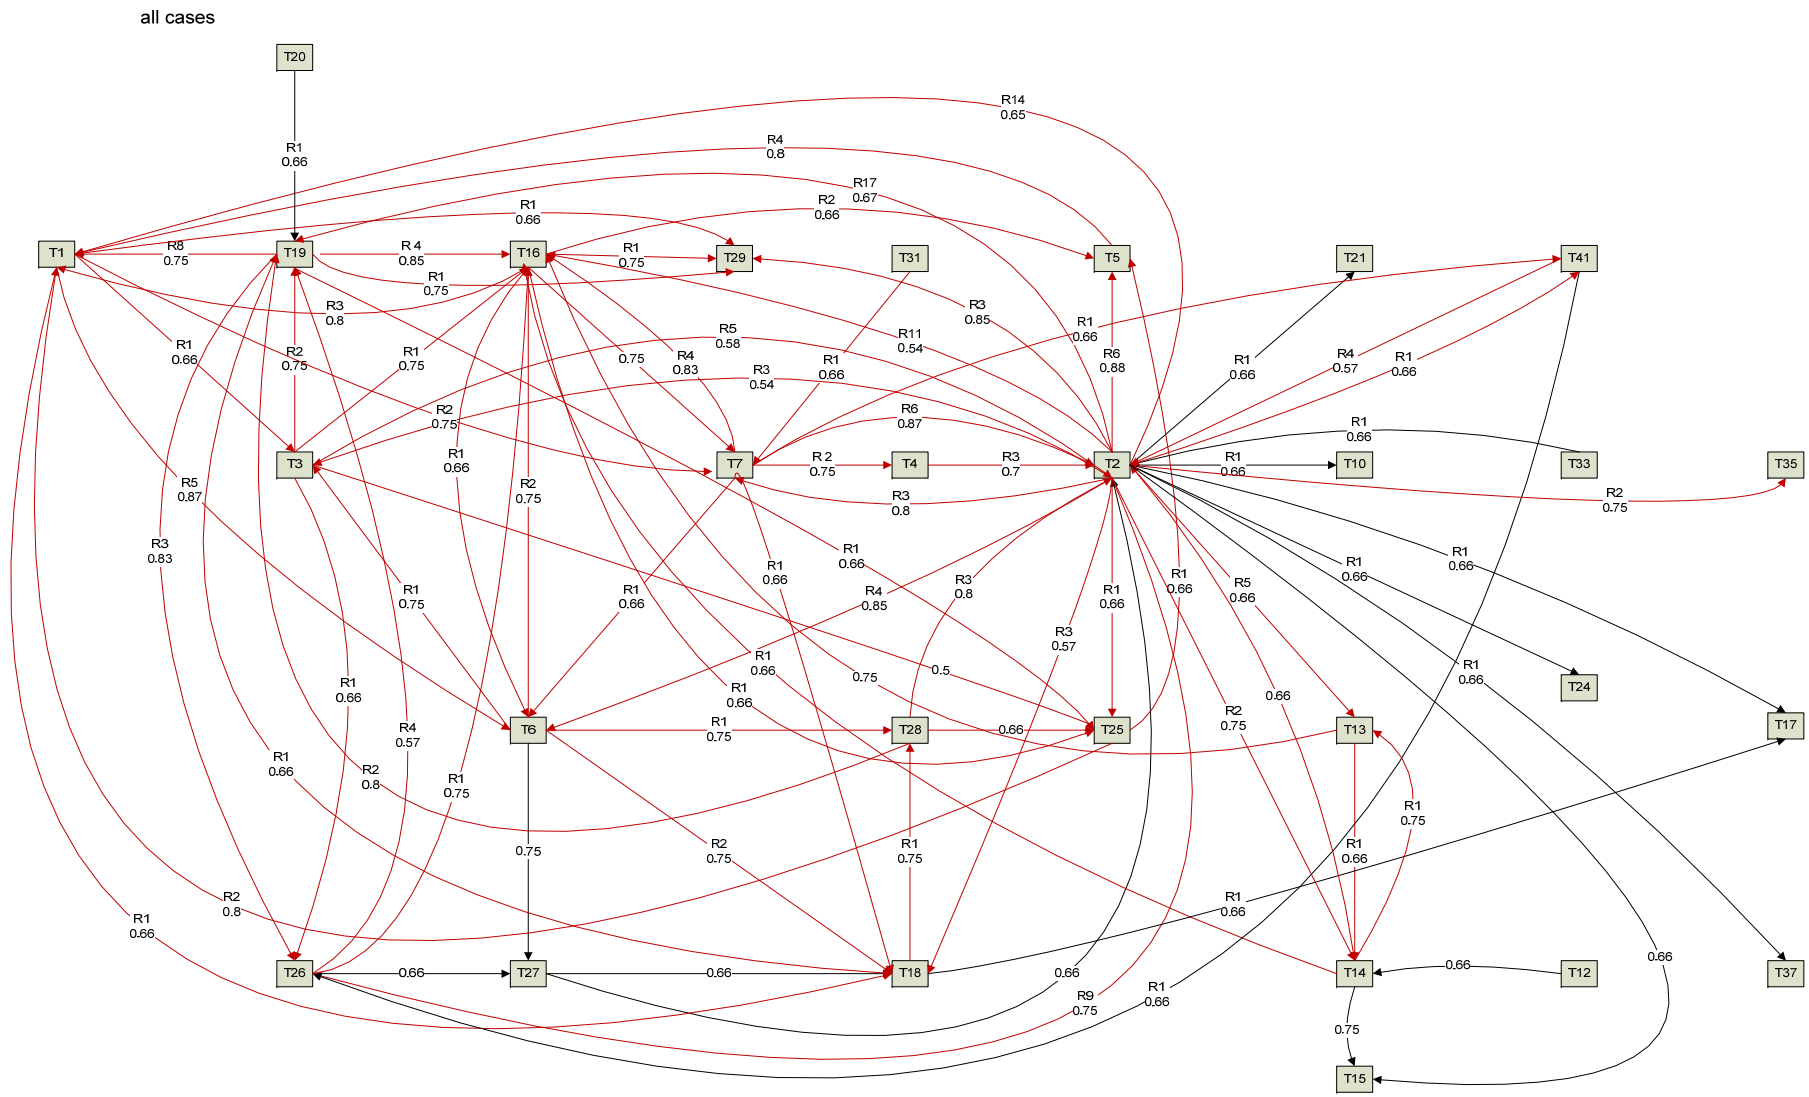 all cases
T20
R14
0.65
R4
0.8
R1
0.66
R17
0.67
R2
0.66
R1
0.66
T1
R8
0.75
T19
R 4
0.85
T16
R1
0.75
T29
T31
T5
T21
T41
R1
0.75
R3
0.8
R3
0.85
R1
0.66
R11
0.54
R5
0.58
R1
0.66
R2
0.75
R1
0.75
0.75
R4
0.83
R1
0.66
R6
0.88
R1
0.66
R4
0.57
R1
0.66
R3
0.54
R2
0.75
R6
0.87
R1
0.66
T3
R1
0.66
T7
R 2
0.75
T4
R3
0.7
T2
R1
0.66
T10
T33
T35
R5
0.87
R2
0.75
R3
0.8
R2
0.75
R3
0.83
R1
0.66
R1
0.66
R1
0.66
R1
0.66
R1
0.75
R1
0.66
R4
0.85
R3
0.8
R1
0.66
R1
0.66
R5
0.66
R3
0.57
R1
0.66
R1
0.66
0.75
0.5
R1
0.66
T24
R1
0.66
0.66
R4
0.57
T6
R1
0.75
T28
0.66
T25
R2
0.75
T13
T17
R1
0.66
R2
0.8
R1
0.75
R1
0.75
0.75
R2
0.75
R1
0.75
R1
0.66
R2
0.8
R1
0.66
R1
0.66
0.66
T26
0.66
T27
0.66
T18
0.66
T14
0.66
T12
T37
R9
0.75
R1
0.66
0.75
T15